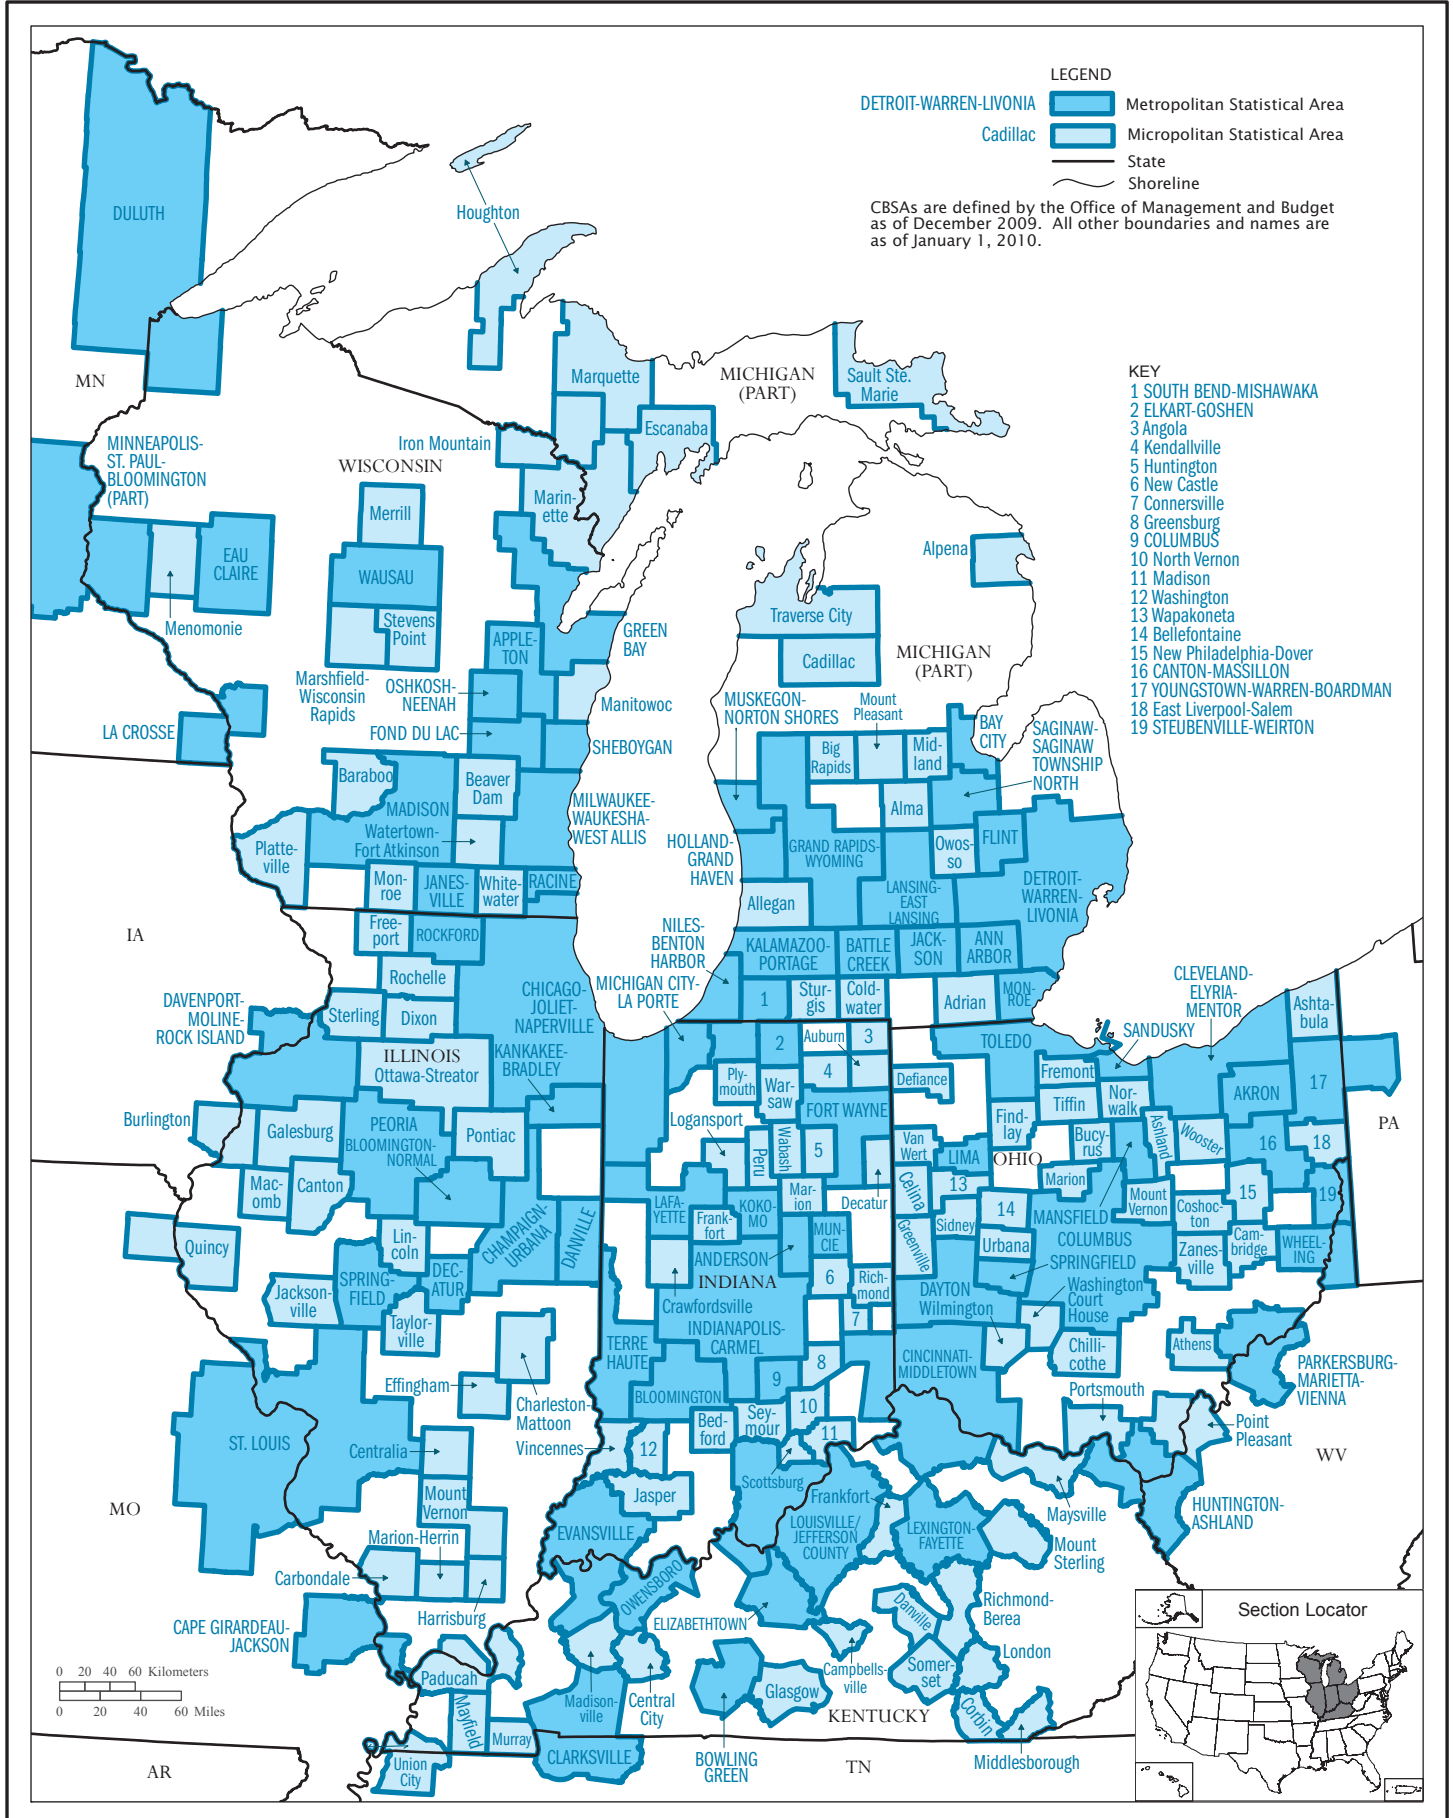 LEGEND
DETROIT-WARREN-LIVONIA
Metropolitan Statistical Area
Cadillac
Micropolitan Statistical Area
State
Shoreline
CBSAs are defined by the Office of Management and Budget
as of December 2009. All other boundaries and names are
as of January 1, 2010.
KEY
1 SOUTH BEND-MISHAWAKA
2 ELKART-GOSHEN
3 Angola
4 Kendallville
5 Huntington
6 New Castle
7 Connersville
8 Greensburg
9 COLUMBUS
10 North Vernon
11 Madison
12 Washington
13 Wapakoneta
14 Bellefontaine
15 New Philadelphia-Dover
16 CANTON-MASSILLON
17 YOUNGSTOWN-WARREN-BOARDMAN
18 East Liverpool-Salem
19 STEUBENVILLE-WEIRTON
DULUTH
Houghton
MN
Marquette
MICHIGAN
(PART)
Sault Ste.
Marie
Escanaba
Iron Mountain
MINNEAPOLIS-
ST. PAUL-
BLOOMINGTON
(PART)
WISCONSIN
Merrill
Marin-
ette
EAU
CLAIRE
WAUSAU
Menomonie
Stevens
Point
Alpena
Traverse City
Cadillac
MICHIGAN
(PART)
APPLE-
TON
GREEN
BAY
Marshfield-
Wisconsin
Rapids
OSHKOSH-
NEENAH
Manitowoc
LA CROSSE
FOND DU LAC
SHEBOYGAN
MUSKEGON-
NORTON SHORES
Mount
Pleasant
BAY
CITY
SAGINAW-
SAGINAW
TOWNSHIP
NORTH
Big
Rapids
Mid-
land
Baraboo
Beaver
Dam
MADISON
MILWAUKEE-
WAUKESHA-
WEST ALLIS
Alma
Watertown-
Fort Atkinson
Platte-
ville
HOLLAND-
GRAND
HAVEN
GRAND RAPIDS-
WYOMING
Owos-
so
FLINT
Mon-
roe
JANES-
VILLE
White-
water
RACINE
Allegan
LANSING-
EAST
LANSING
DETROIT-
WARREN-
LIVONIA
IA
Free-
port
ROCKFORD
NILES-
BENTON
HARBOR
KALAMAZOO-
PORTAGE
BATTLE
CREEK
JACK-
SON
ANN
ARBOR
Rochelle
CHICAGO-
JOLIET-
NAPERVILLE
MICHIGAN CITY-
LA PORTE
1
Stur-
gis
Cold-
water
Adrian
MON-
ROE
CLEVELAND-
ELYRIA-
MENTOR
Ashta-
bula
DAVENPORT-
MOLINE-
ROCK ISLAND
Sterling
Dixon
ILLINOIS
Ottawa-Streator
KANKAKEE-
BRADLEY
2
Auburn
3
TOLEDO
SANDUSKY
Ply-
mouth
War-
saw
4
Defiance
Fremont
Tiffin
Nor-
walk
AKRON
17
Burlington
Galesburg
PEORIA
BLOOMINGTON-
NORMAL
Pontiac
Logansport
FORT WAYNE
Find-
lay
Bucy-
rus
Ashland
Wooster
16
18
PA
Peru
Wabash
5
Van
Wert
LIMA
OHIO
Mac-
omb
Canton
Mar-
ion
Decatur
Celina
13
Marion
Mount
Vernon
15
19
LAFA-
YETTE
Frank-
fort
KOKO-
MO
14
MANSFIELD
Coshoc-
ton
Quincy
Lin-
coln
CHAMPAIGN-
URBANA
DANVILLE
MUN-
CIE
Greenville
Sidney
Urbana
COLUMBUS
Zanes-
ville
Cam-
bridge
WHEEL-
ING
ANDERSON
INDIANA
SPRINGFIELD
Jackson-
ville
SPRING-
FIELD
DEC-
ATUR
6
Rich-
mond
DAYTON
Washington
Court
House
Crawfordsville
Wilmington
Taylor-
ville
7
INDIANAPOLIS-
CARMEL
TERRE
HAUTE
Chilli-
cothe
Athens
8
CINCINNATI-
MIDDLETOWN
PARKERSBURG-
MARIETTA-
VIENNA
Effingham
9
BLOOMINGTON
Charleston-
Mattoon
Portsmouth
10
Bed-
ford
Sey-
mour
Point
Pleasant
ST. LOUIS
Centralia
Vincennes
12
11
WV
Scottsburg
MO
Mount
Vernon
Jasper
Frankfort
Maysville
HUNTINGTON-
ASHLAND
EVANSVILLE
LOUISVILLE/
JEFFERSON
COUNTY
LEXINGTON-
FAYETTE
Mount
Sterling
Marion-Herrin
Carbondale
Harrisburg
OWENSBORO
ELIZABETHTOWN
Danville
Richmond-
Berea
CAPE GIRARDEAU-
JACKSON
London
Campbells-
ville
Somer-
set
Paducah
Madison-
ville
Central
City
Glasgow
Corbin
KENTUCKY
Mayfield
Murray
Middlesborough
CLARKSVILLE
BOWLING
GREEN
TN
Union
City
AR
0 20 40 60 Kilometers
0 20 40 60 Miles
Section Locator